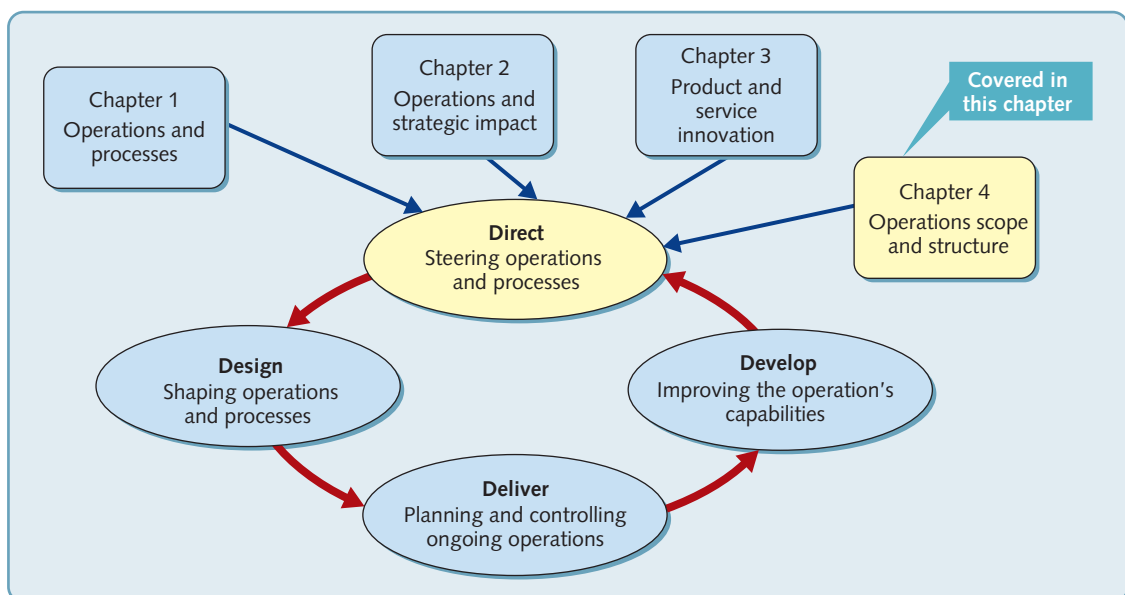 Chapter 1
Operations and
processes
Chapter 2
Operations and
strategic impact
Chapter 3
Product and
service
innovation
Covered in
this chapter
Chapter 4
Operations scope
and structure
Direct
Steering operations
and processes
Design
Shaping operations
and processes
Develop
Improving the operation's
capabilities
Deliver
Planning and controlling
ongoing operations